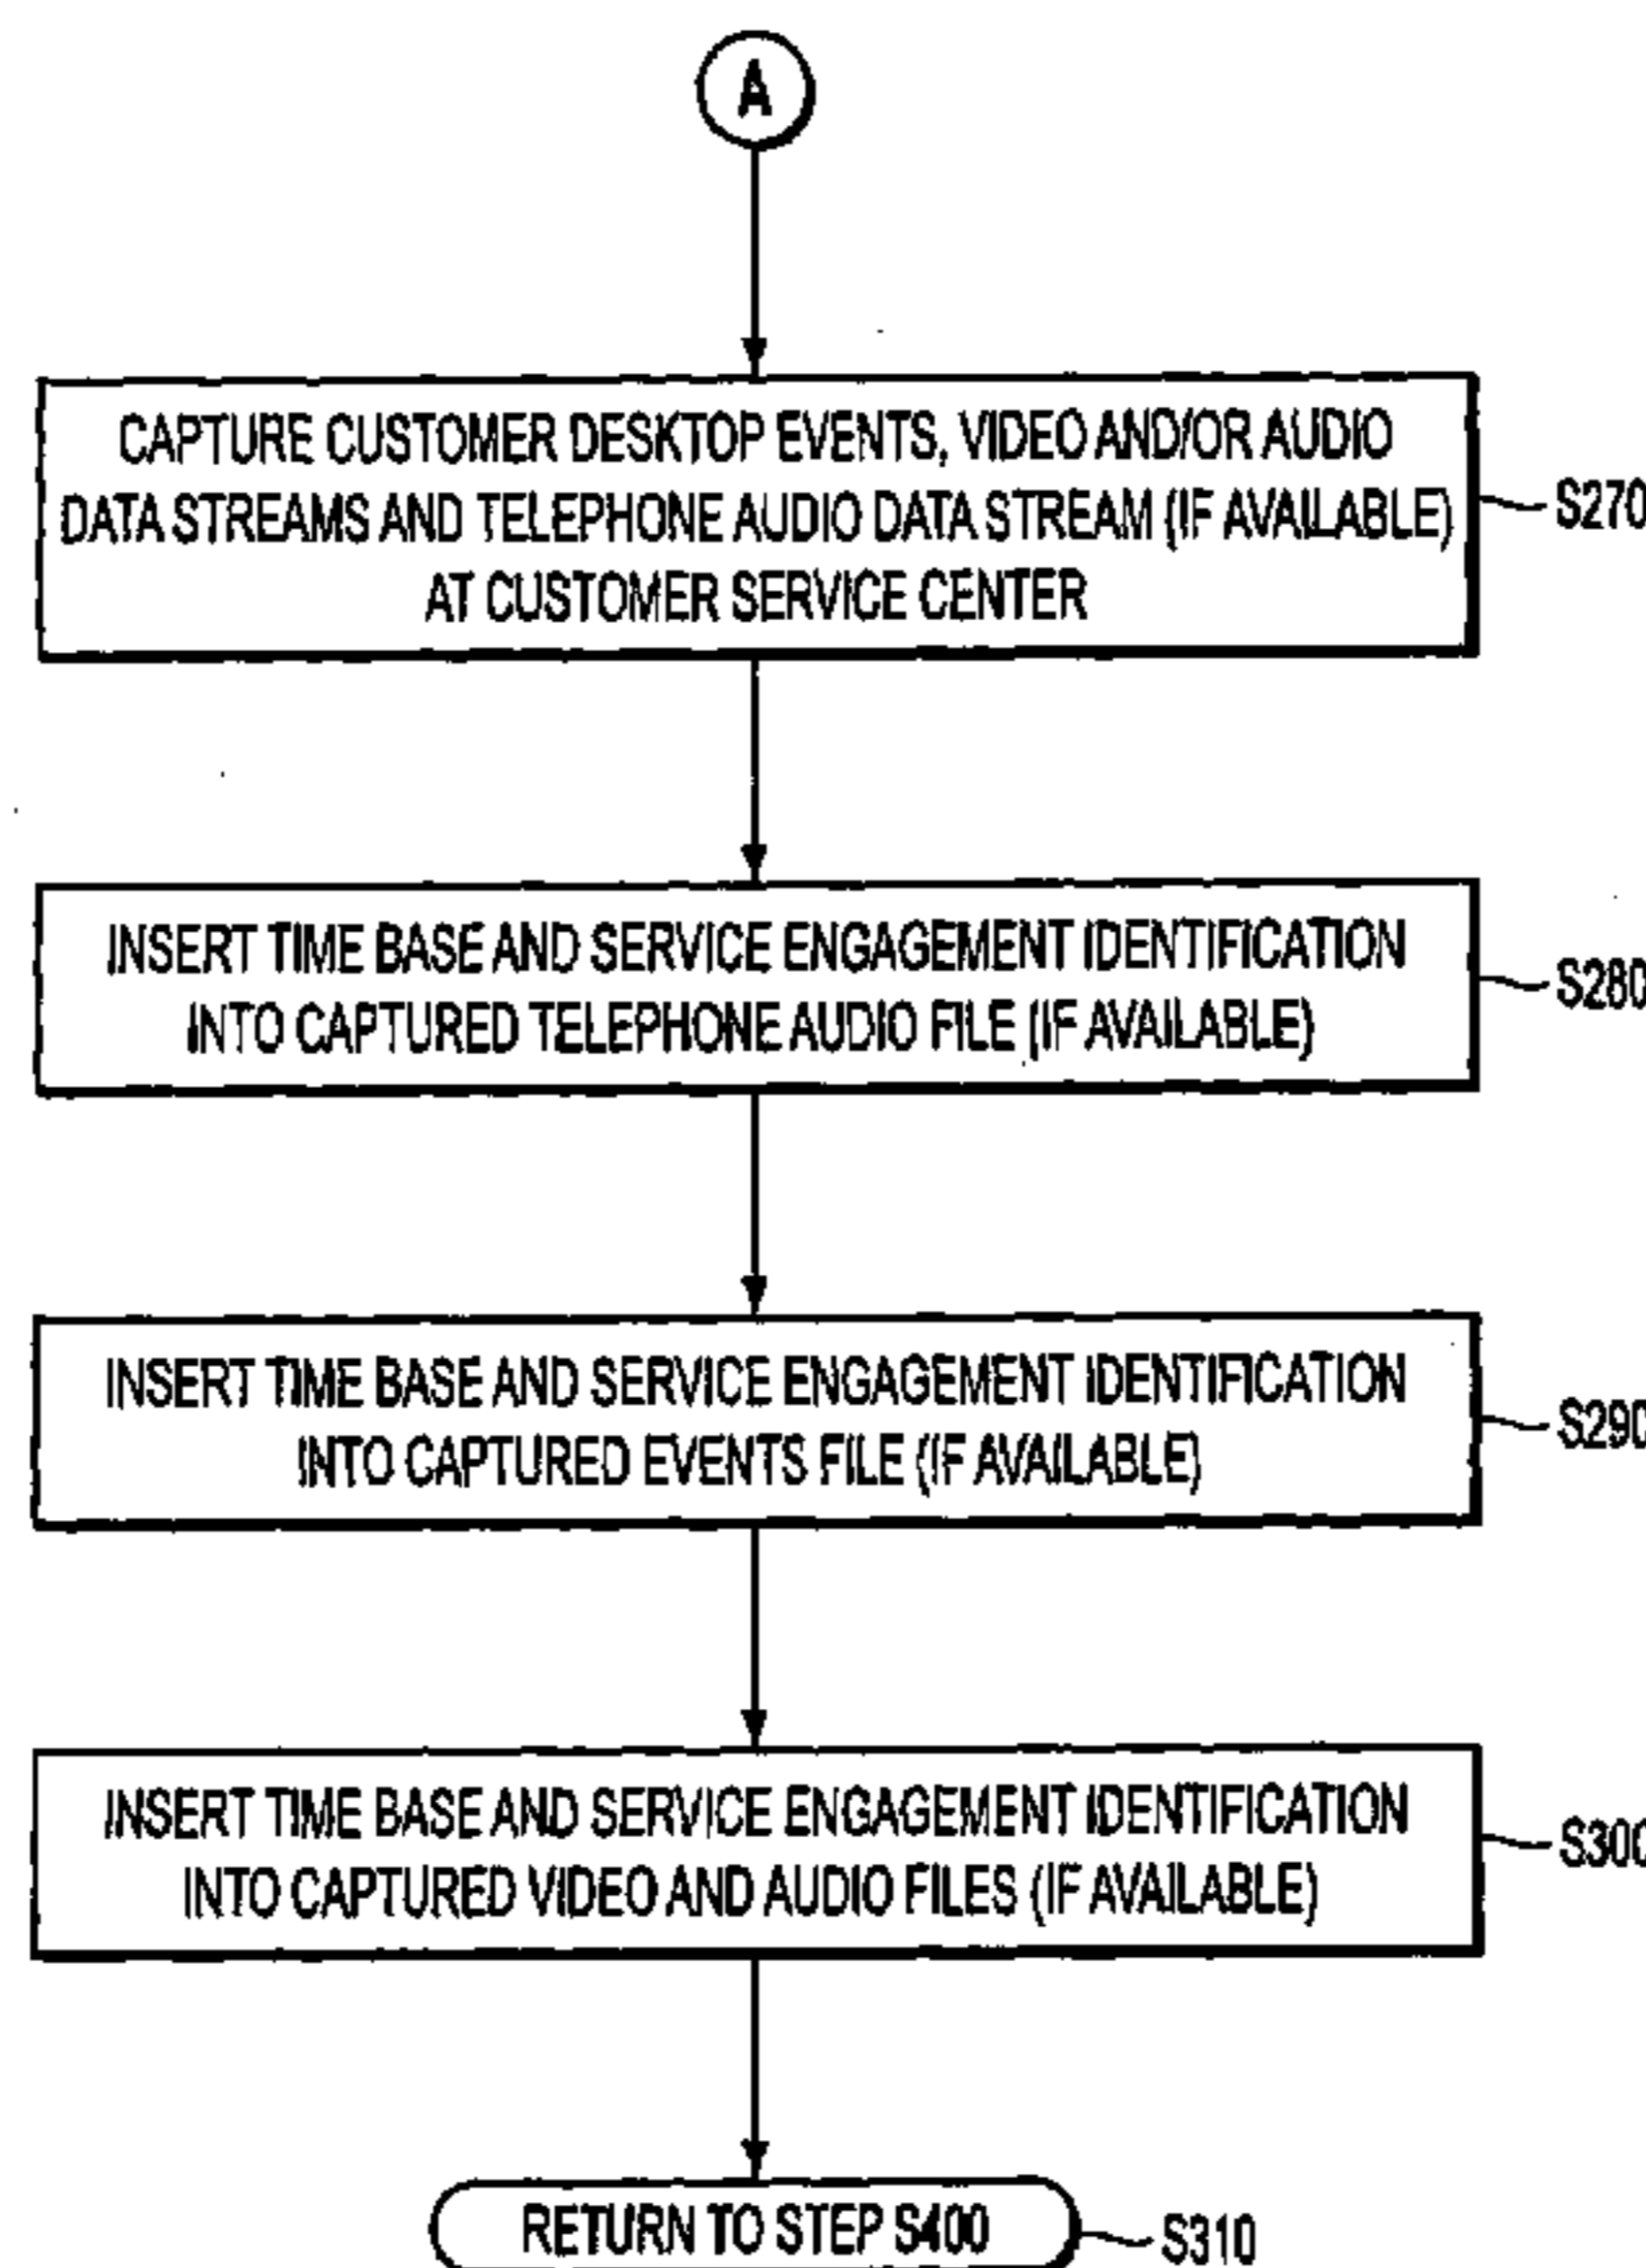 A
CAPTURE CUSTOMER DESKTOP EVENTS, VIDEO AND/OR AUDIO
DATA STREAMS AND TELEPHONE AUDIO DATA STREAM (IF AVAILABLE)
AT CUSTOMER SERVICE CENTER
S270
INSERT TIME BASE AND SERVICE ENGAGEMENT IDENTIFICATION
INTO CAPTURED TELEPHONE AUDIO FILE (IF AVAILABLE)
S280
INSERT TIME BASE AND SERVICE ENGAGEMENT IDENTIFICATION
INTO CAPTURED EVENTS FILE (IF AVAILABLE)
S290
INSERT TIME BASE AND SERVICE ENGAGEMENT IDENTIFICATION
INTO CAPTURED VIDEO AND AUDIO FILES (IF AVAILABLE)
S300
RETURN TO STEP S400
S310